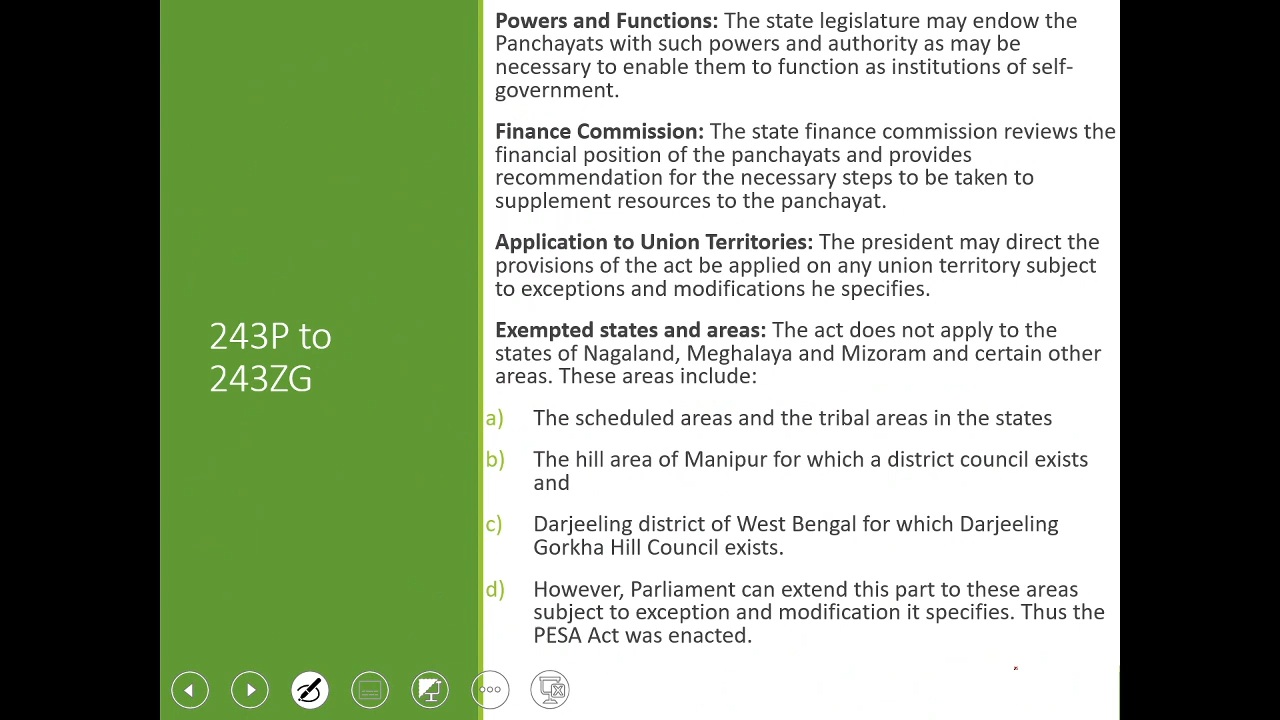 243P to
243ZG
Powers and Functions: The state legislature may endow the
Panchayats with such powers and authority as may be
necessary to enable them to function as institutions of self-
government.
Finance Commission: The state finance commission reviews the
financial position of the panchayats and provides
recommendation for the necessary steps to be taken to
supplement resources to the panchayat.
Application to Union Territories: The president may direct the
provisions of the act be applied on any union territory subject
to exceptions and modifications he specifies.
Exempted states and areas: The act does not apply to the
states of Nagaland, Meghalaya and Mizoram and certain other
areas. These areas include:
a) The scheduled areas and the tribal areas in the states
b) The hill area of Manipur for which a district council exists
and
c) Darjeeling district of West Bengal for which Darjeeling
Gorkha Hill Council exists.
d) However, Parliament can extend this part to these areas
subject to exception and modification it specifies. Thus the
PESA Act was enacted.